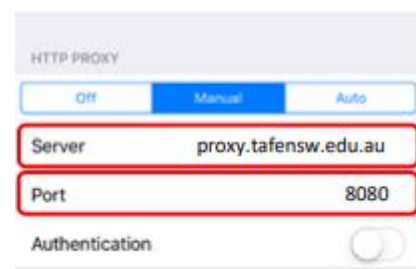 HTTP PROXY
Off Manual Auto
Server proxy.tafensw.edu.au
Port 8080
Authentication